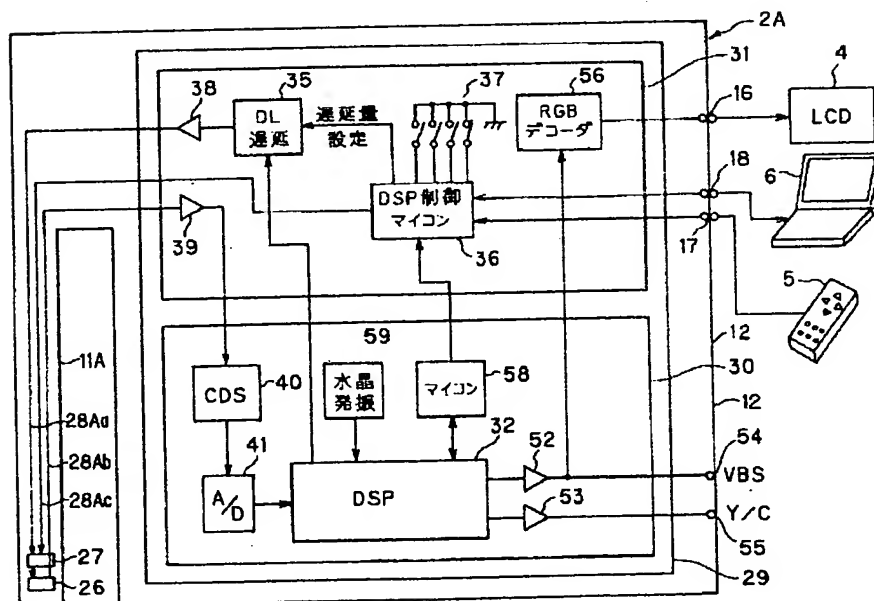 2A
31
4
38
35
37
56
16
DL
遅延
遅延量
設定
RGB
デコーダ
LCD
18
6
DSP制御
マイコン
39
36
17
5
59
12
11A
CDS
40
水晶
発振
58
マイコン
30
12
28Aa
41
32
52
54
28Ab
A/D
DSP
VBS
28Ac
53
Y/C
27
55
26
29